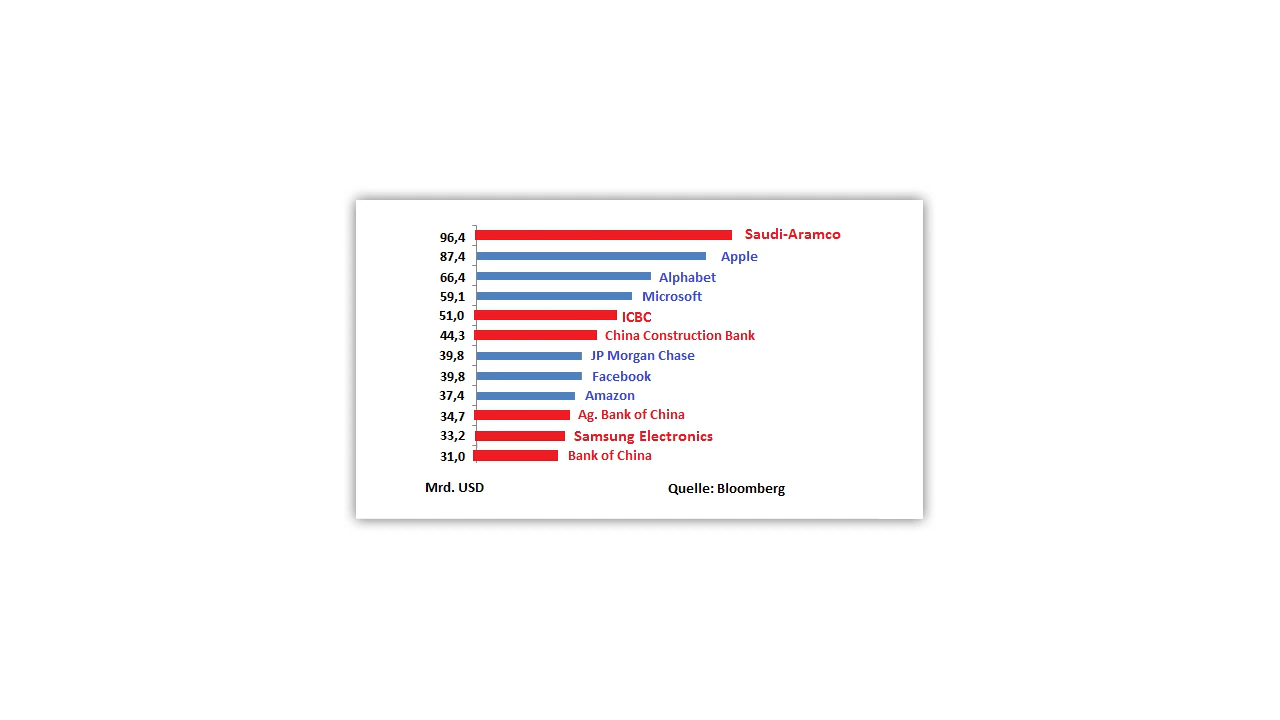 96,4 Saudi-Aramco
87,4 Apple
66,4 Alphabet
59,1 Microsoft
51,0 ICBC
44,3 China Construction Bank
39,8 JP Morgan Chase
39,8 Facebook
37,4 Amazon
34,7 Ag. Bank of China
33,2 Samsung Electronics
31,0 Bank of China
Mrd. USD Quelle: Bloomberg